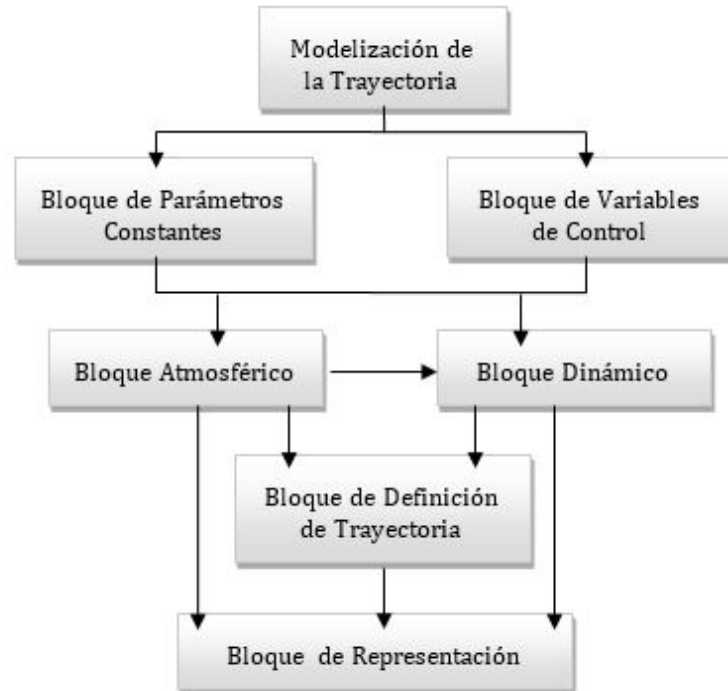 Modelización de
la Trayectoria
Bloque de Parámetros
Constantes
Bloque de Variables
de Control
Bloque Atmosférico
Bloque Dinámico
Bloque de Definición
de Trayectoria
Bloque de Representación